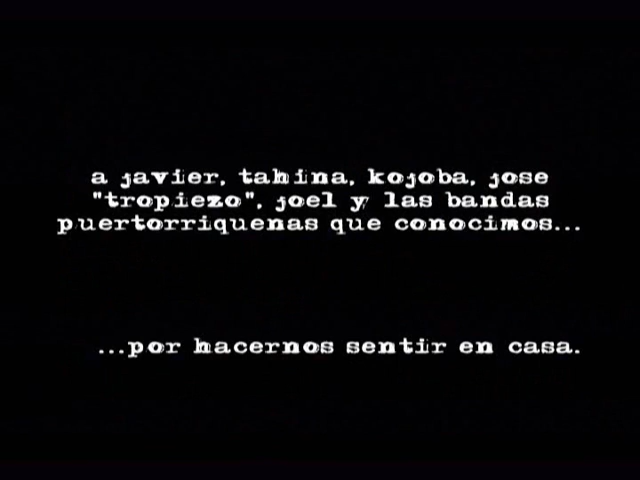 a javier, tahina, kojoba, jose
"tropiezo", joel y las bandas
puertorriquenas que conocimos...
...por hacernos sentir en casa.